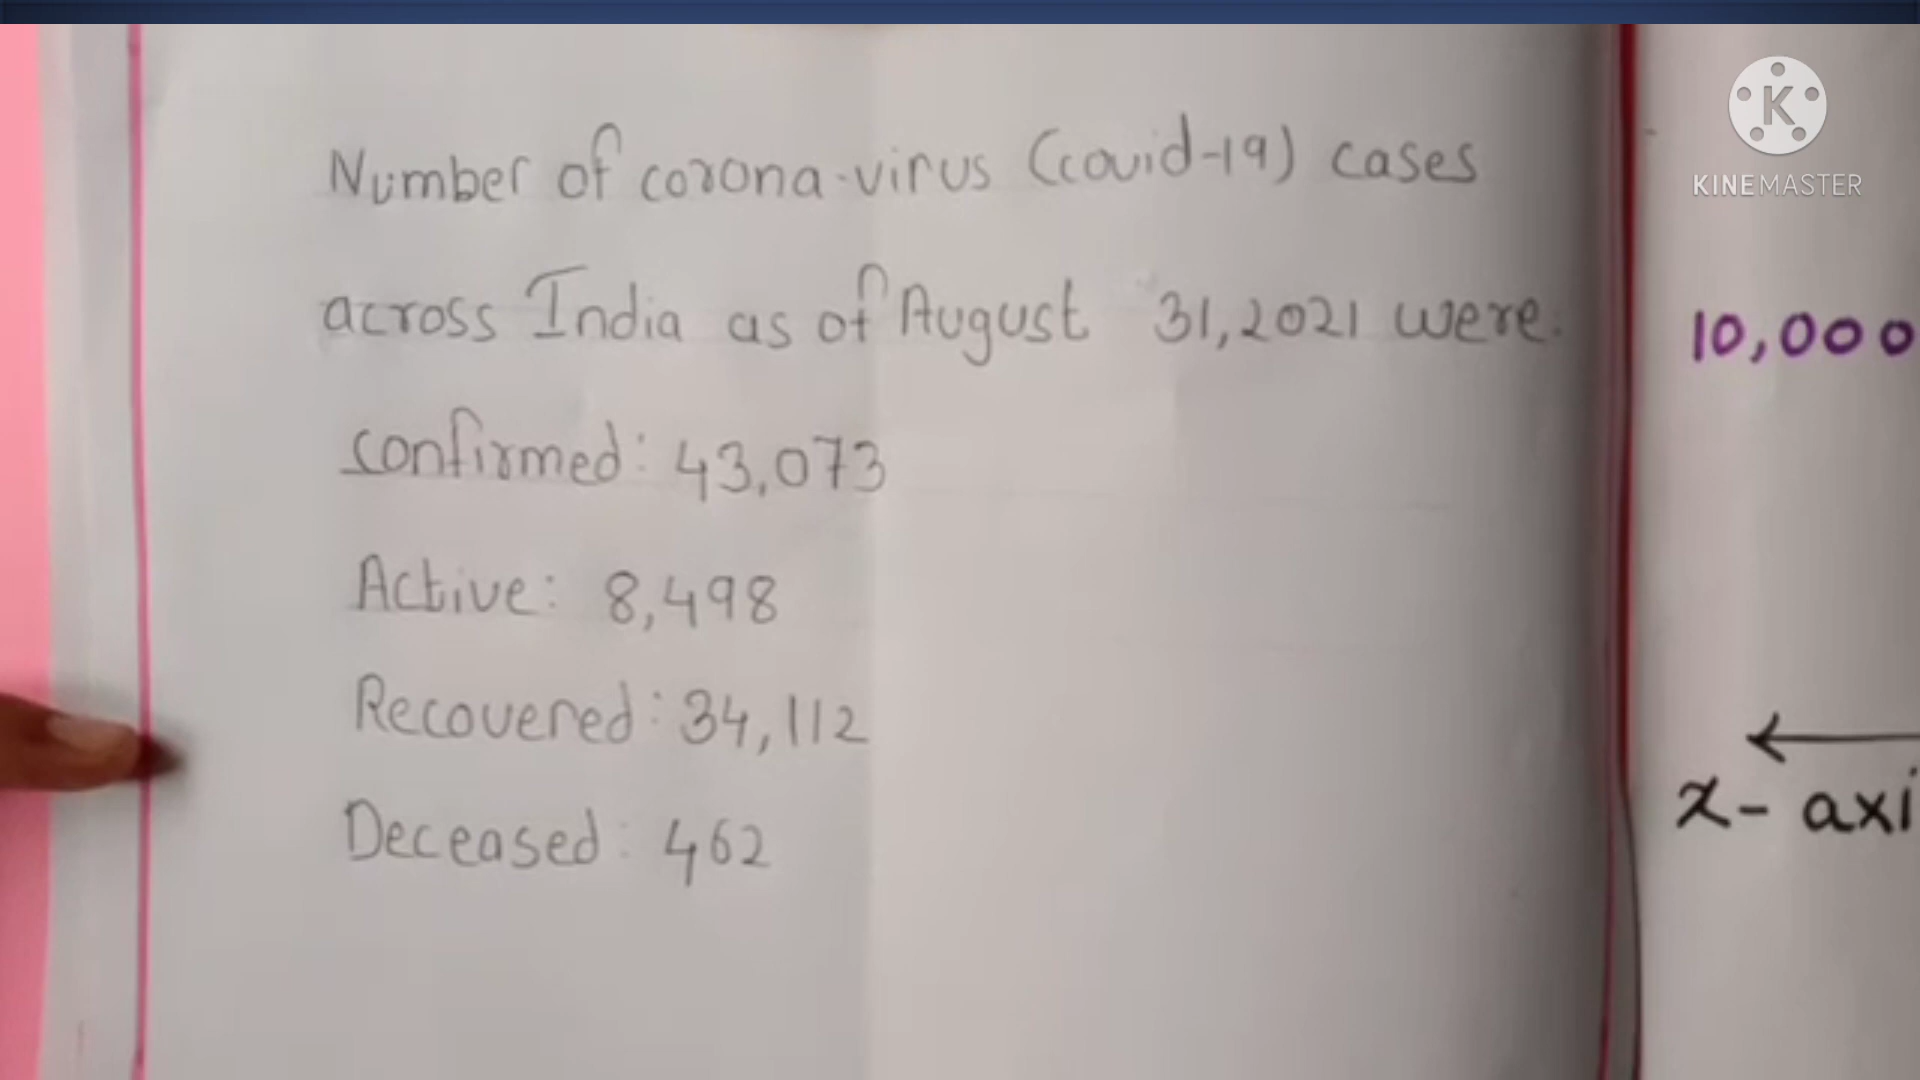 Number of corona-virus (covid-19) cases
across India as of August 31,2021 were.
confirmed: 43,073
Active: 8,498
Recovered: 34,112
Deceased: 462
KINEMASTER
10,000
x- axi